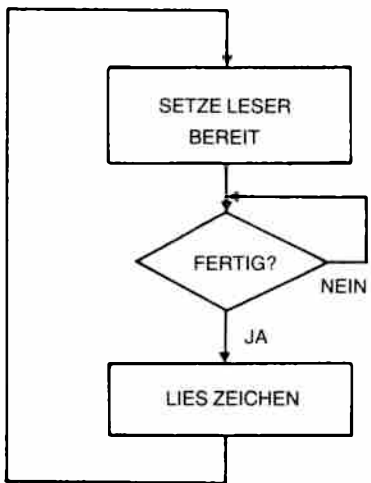 SETZE LESER
BEREIT
FERTIG?
NEIN
JA
LIES ZEICHEN